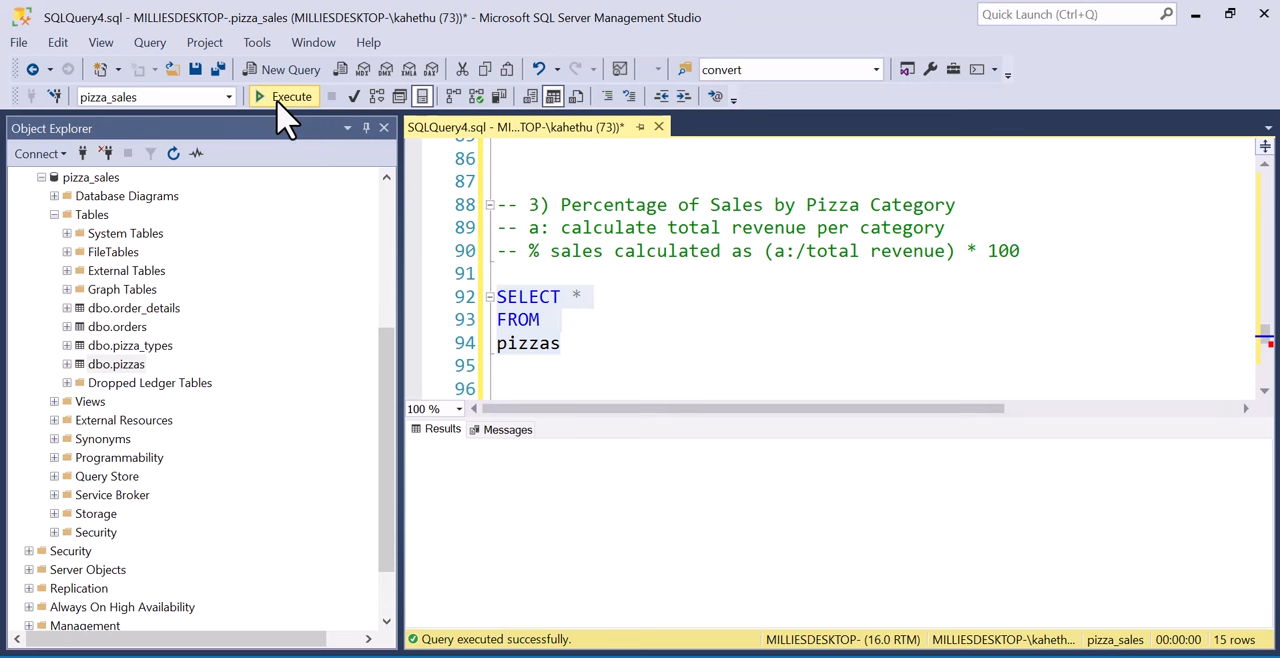 SQLQuery4.sql - MILLIESDESKTOP-.pizza_sales (MILLIESDESKTOP-\kahethu (73))* - Microsoft SQL Server Management Studio
Quick Launch (Ctrl+Q)
File Edit View Query Project Tools Window Help
New Query MDX DMX XMLA DAX convert
pizza_sales Execute
Object Explorer
SQLQuery4.sql - MI...TOP-\kahethu (73))*
Connect
pizza_sales
Database Diagrams
Tables
System Tables
FileTables
External Tables
Graph Tables
dbo.order_details
dbo.orders
dbo.pizza_types
dbo.pizzas
Dropped Ledger Tables
Views
External Resources
Synonyms
Programmability
Query Store
Service Broker
Storage
Security
Security
Server Objects
Replication
Always On High Availability
Management
85
86
87
88 -- 3) Percentage of Sales by Pizza Category
89 -- a: calculate total revenue per category
90 -- % sales calculated as (a:/total revenue) * 100
91
92 SELECT *
93 FROM
94 pizzas
95
96
100 %
Results Messages
Query executed successfully. MILLIESDESKTOP- (16.0 RTM) MILLIESDESKTOP-\kaheth... pizza_sales 00:00:00 15 rows